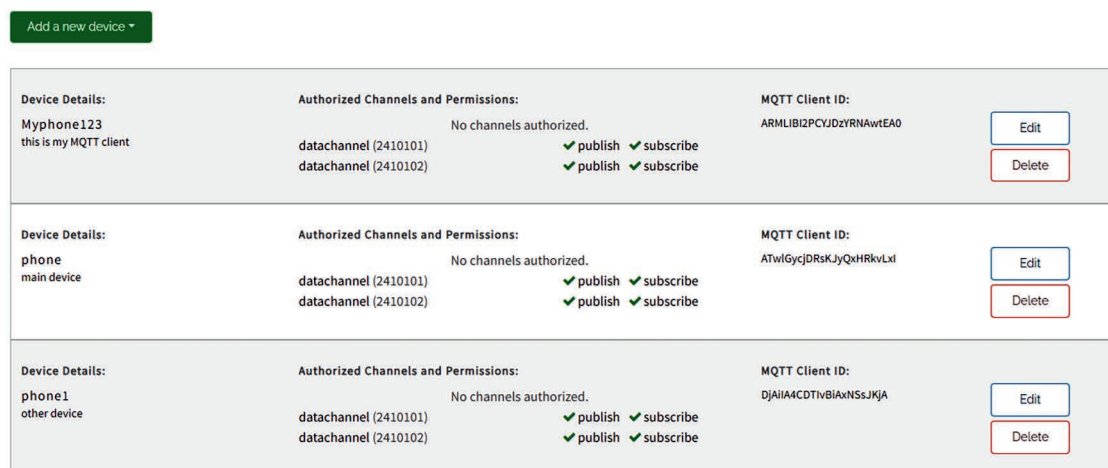 Add a new device
Device Details: Authorized Channels and Permissions: MQTT Client ID:
Myphone123 No channels authorized. ARMLIBI2PCYJDzYRNAwtEA0
this is my MQTT client datachannel (2410101) publish subscribe Edit
datachannel (2410102) publish subscribe Delete
Device Details: Authorized Channels and Permissions: MQTT Client ID:
phone No channels authorized. ATwlGycjDRsKJyQxHRkvLxI
main device datachannel (2410101) publish subscribe Edit
datachannel (2410102) publish subscribe Delete
Device Details: Authorized Channels and Permissions: MQTT Client ID:
phone1 No channels authorized. DjAiIA4CDTIvBiAxNSsJKjA
other device datachannel (2410101) publish subscribe Edit
datachannel (2410102) publish subscribe Delete